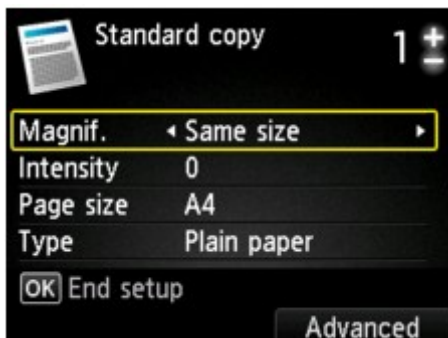 Standard copy 1 ±
Magnif. Same size
Intensity 0
Page size A4
Type Plain paper
OK End setup
Advanced